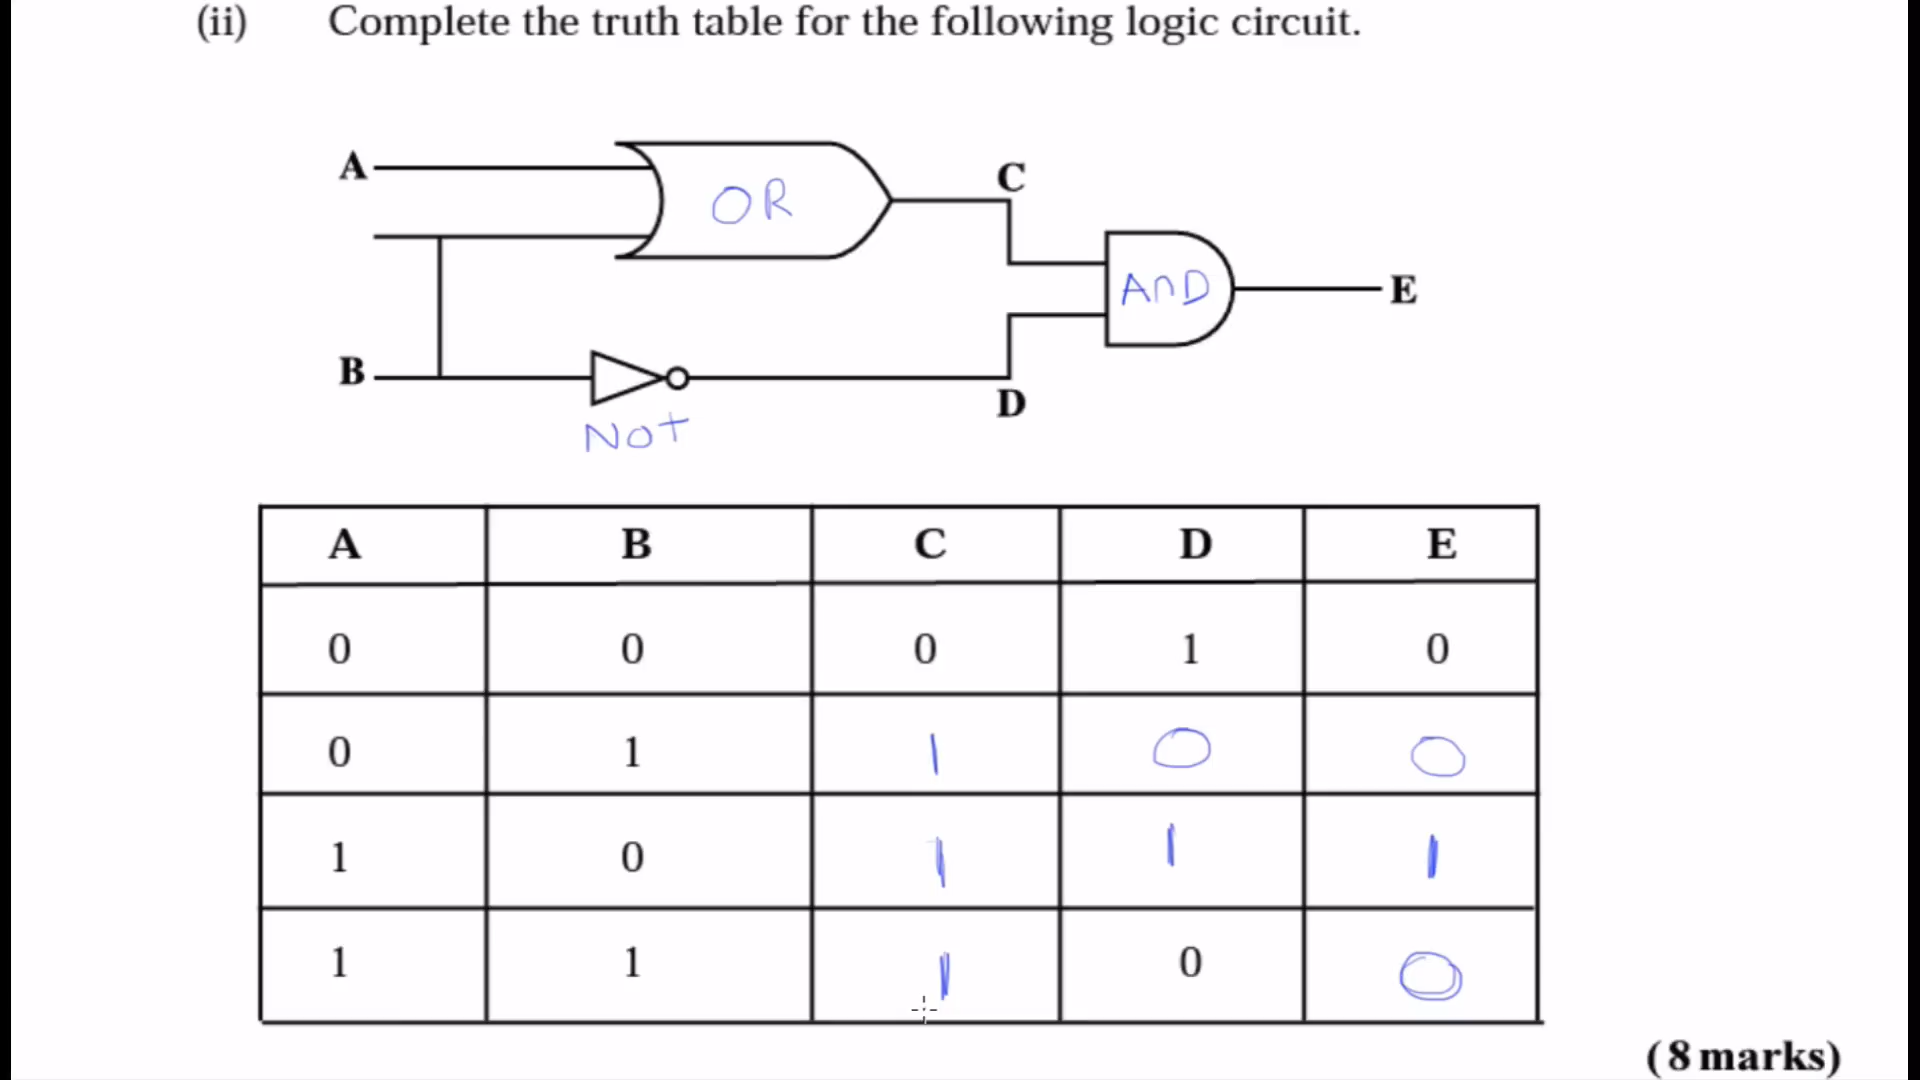 (ii) Complete the truth table for the following logic circuit.
A
OR
C
AND
E
B
D
NOT
A B C D E
0 0 0 1 0
0 1 1 0 0
1 0 1 1 1
1 1 1 0 0
(8 marks)